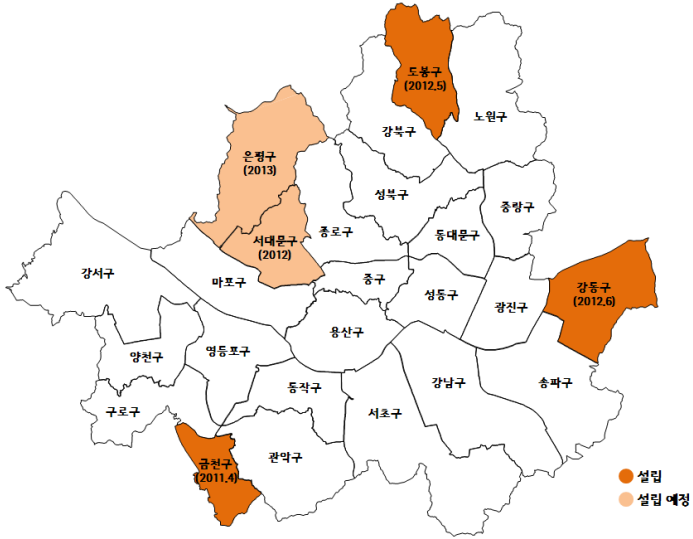 도봉구
(2012.5)
노원구
강북구
은평구
(2013)
성북구
중랑구
서대문구
(2012)
종로구
동대문구
강서구
마포구
중구
성동구
광진구
강동구
(2012.6)
용산구
양천구
영등포구
동작구
강남구
송파구
구로구
서초구
금천구
(2011.4)
관악구
설립
설립 예정